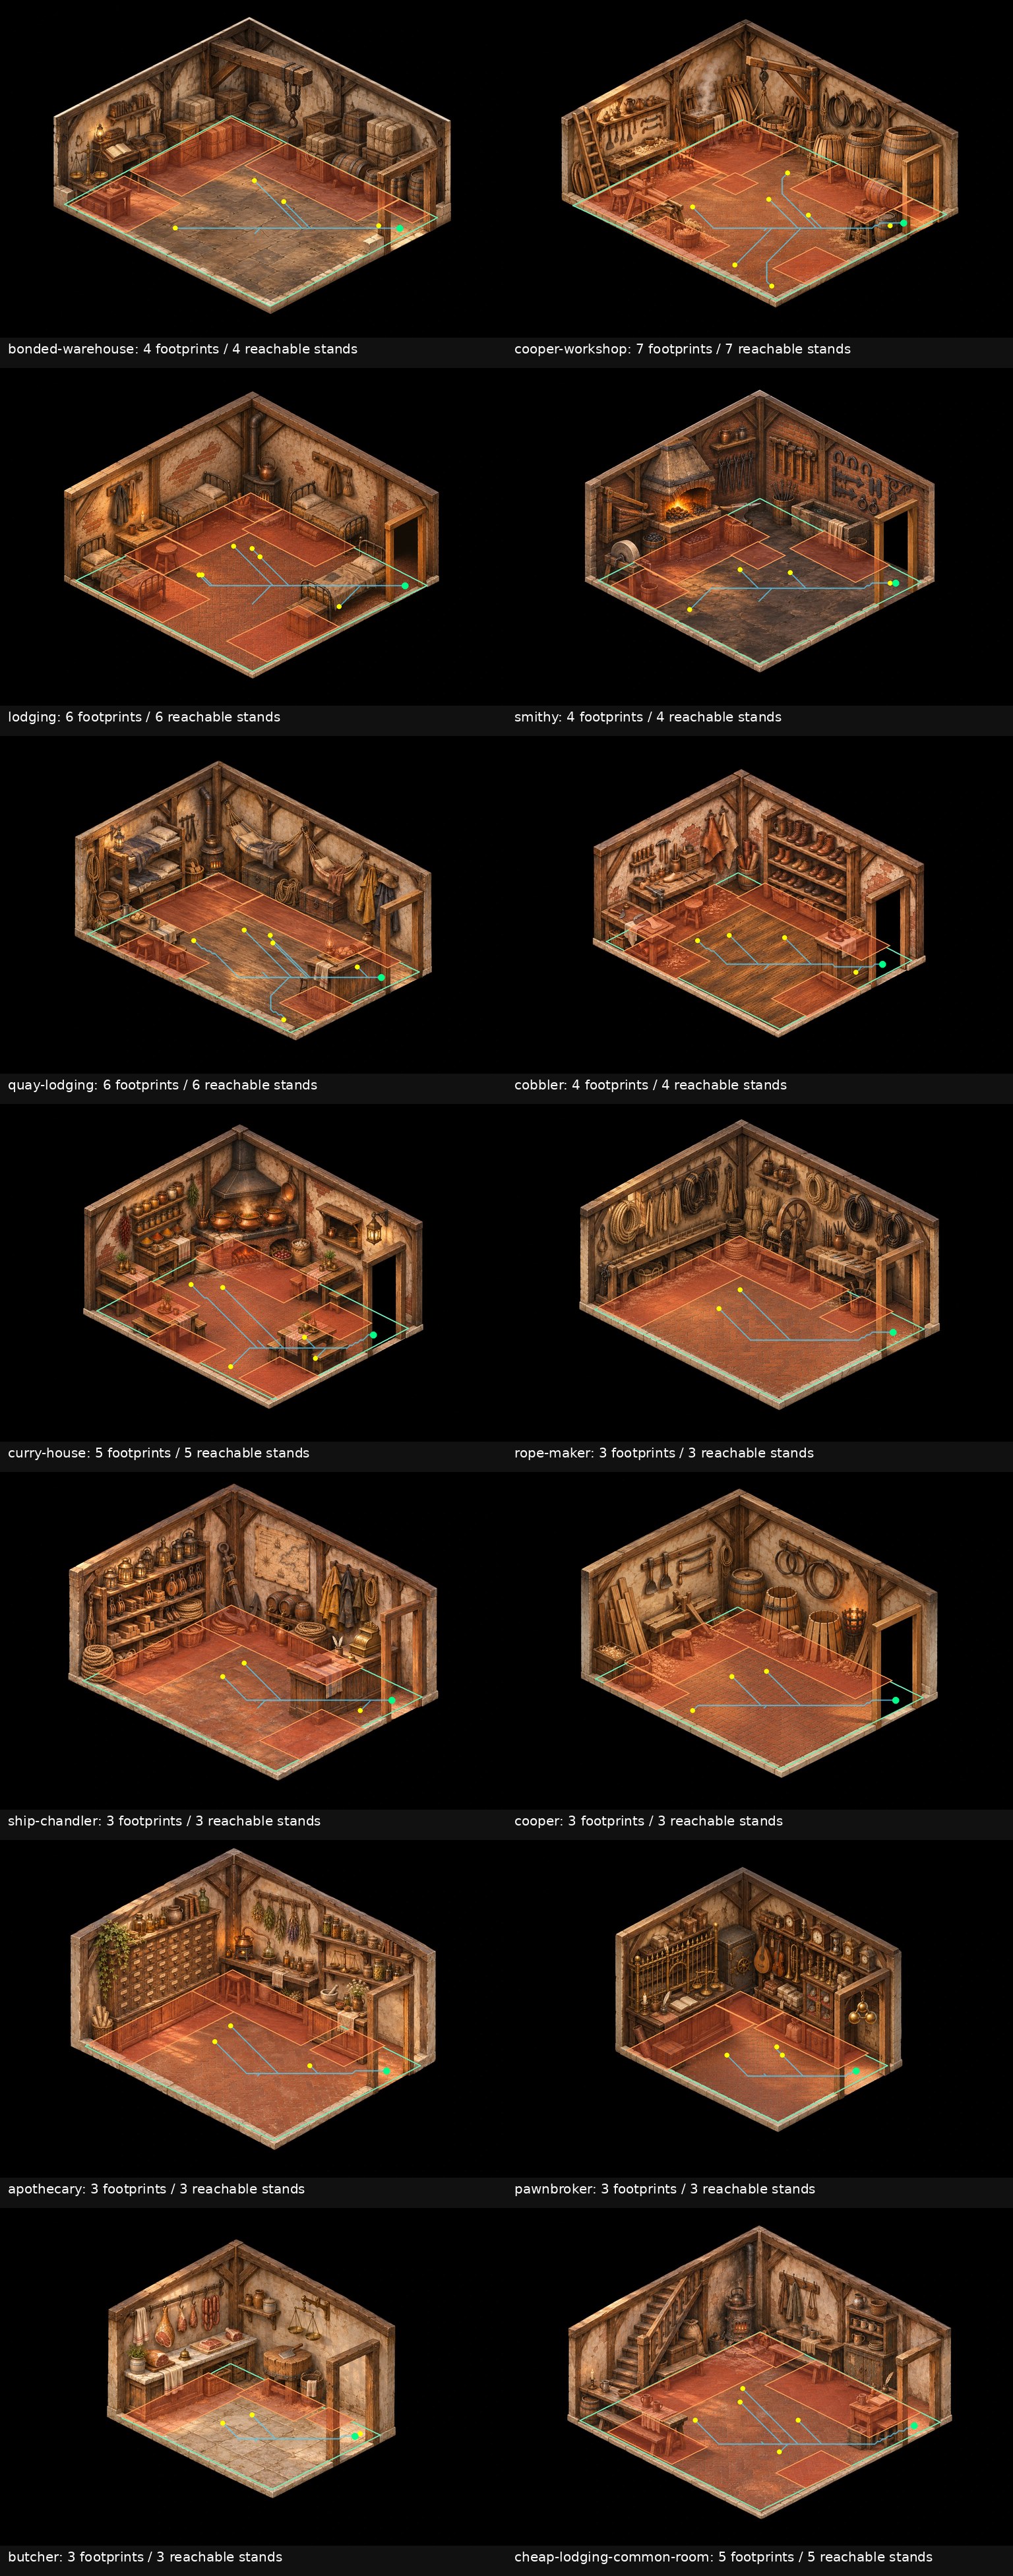 bonded-warehouse: 4 footprints / 4 reachable stands
cooper-workshop: 7 footprints / 7 reachable stands
lodging: 6 footprints / 6 reachable stands
smithy: 4 footprints / 4 reachable stands
quay-lodging: 6 footprints / 6 reachable stands
cobbler: 4 footprints / 4 reachable stands
curry-house: 5 footprints / 5 reachable stands
rope-maker: 3 footprints / 3 reachable stands
ship-chandler: 3 footprints / 3 reachable stands
cooper: 3 footprints / 3 reachable stands
apothecary: 3 footprints / 3 reachable stands
pawnbroker: 3 footprints / 3 reachable stands
butcher: 3 footprints / 3 reachable stands
cheap-lodging-common-room: 5 footprints / 5 reachable stands